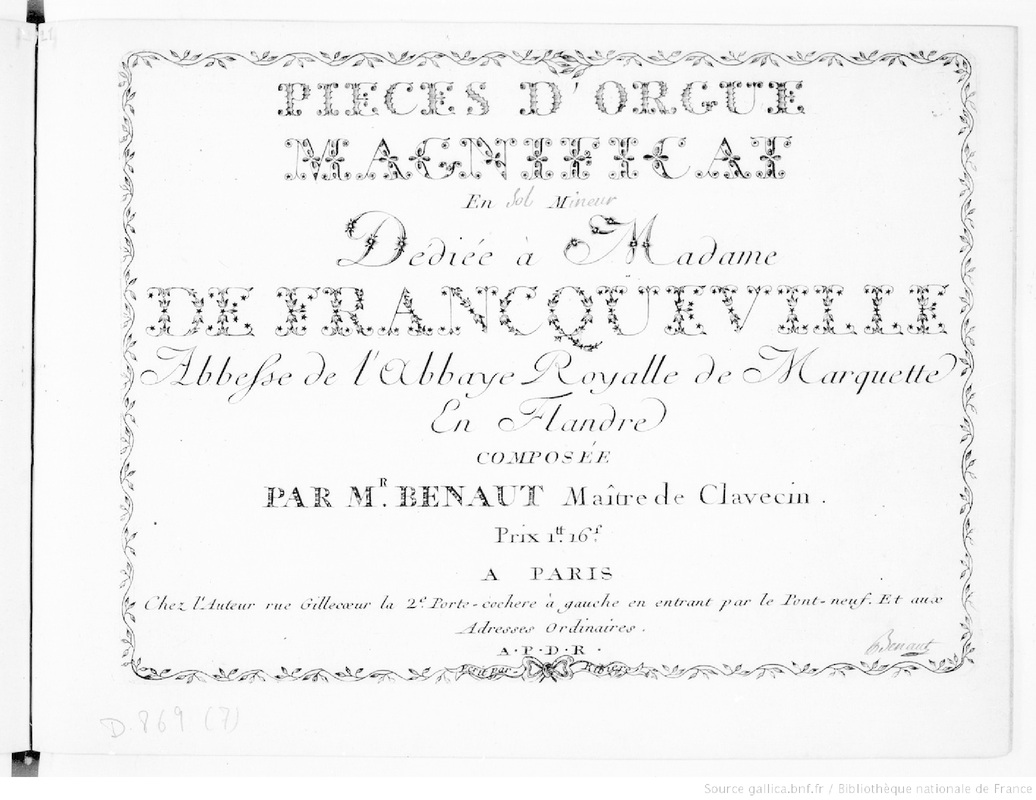 PIECES D'ORGUE
MAGNIFICAT
En Sol Mineur
Dediée à Madame
DE FRANCQUEVILLE
Abbesse de l'Abbaye Royalle de Marquette
En Flandre
COMPOSÉE
PAR MR. BENAUT Maître de Clavecin .
Prix 1tt. 16f.
A PARIS
Chez l'Auteur rue Gillecœur la 2e. Porte-cochere à gauche en entrant par le Pont-neuf. Et aux
Adresses Ordinaires .
A·P·D·R·
Benaut
Ecrit par
D. 869 (7)
Source gallica.bnf.fr / Bibliothèque nationale de France